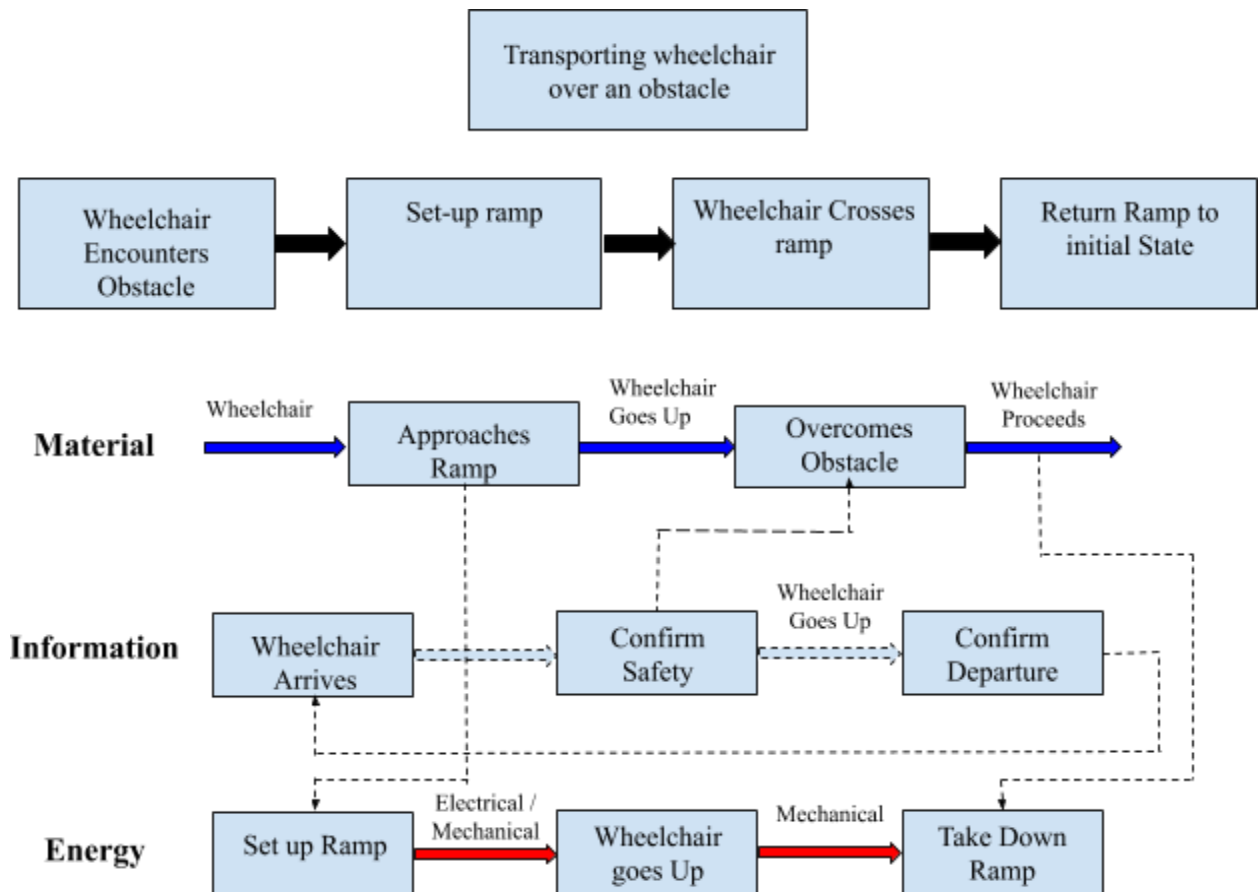 Transporting wheelchair
over an obstacle
Wheelchair
Encounters
Obstacle
Set-up ramp
Wheelchair Crosses
ramp
Return Ramp to
initial State
Material
Wheelchair
Approaches
Ramp
Wheelchair
Goes Up
Overcomes
Obstacle
Wheelchair
Proceeds
Information
Wheelchair
Arrives
Confirm
Safety
Wheelchair
Goes Up
Confirm
Departure
Energy
Set up Ramp
Electrical /
Mechanical
Wheelchair
goes Up
Mechanical
Take Down
Ramp